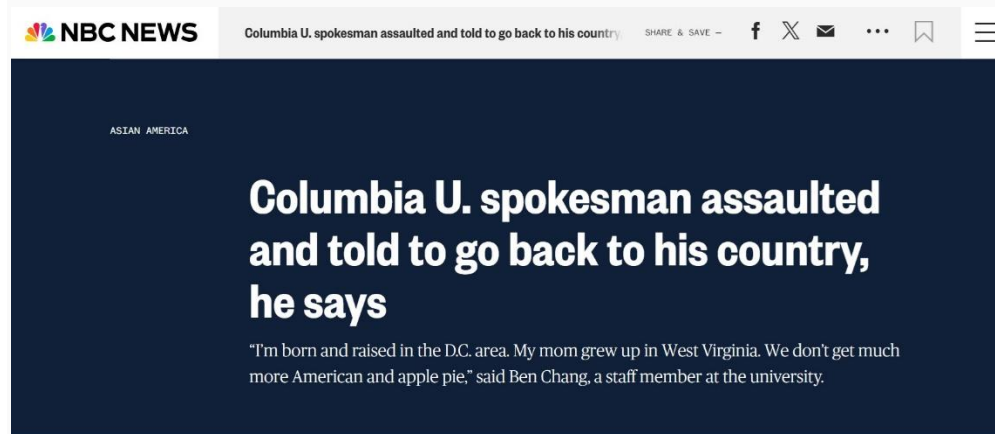 NBC NEWS
Columbia U. spokesman assaulted and told to go back to his country
SHARE & SAVE —
ASIAN AMERICA
Columbia U. spokesman assaulted
and told to go back to his country,
he says
“I’m born and raised in the D.C. area. My mom grew up in West Virginia. We don’t get much
more American and apple pie,” said Ben Chang, a staff member at the university.